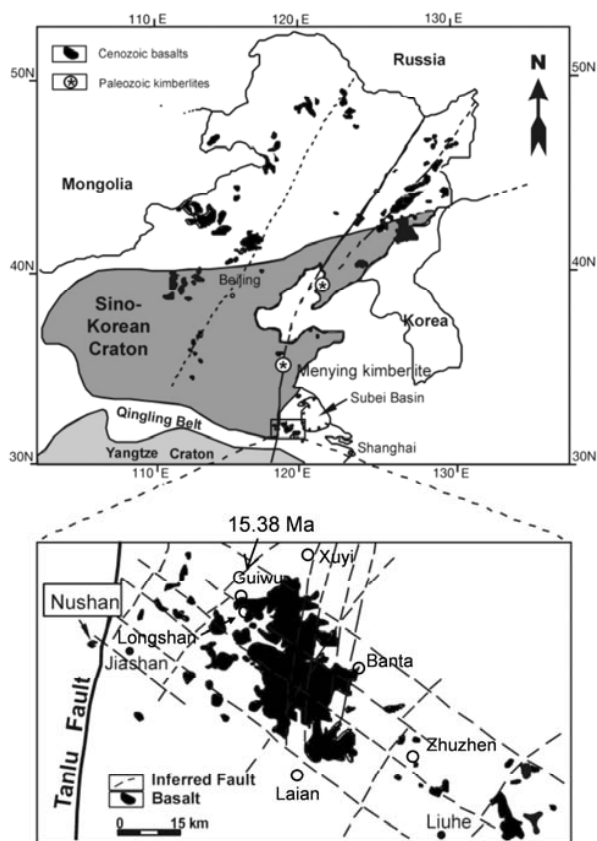 110°E
120°E
130°E
Cenozoic basalts
Paleozoic kimberlites
Russia
N
50N
50N
Mongolia
40N
40N
Beijing
Sino-
Korean
Craton
Korea
Menying kimberlite
Subei Basin
Qingling Belt
Yangtze Craton
Shanghai
30N
30N
110°E
120°E
130°E
15.38 Ma
Xuyi
Guiwu
Nushan
Longshan
Jiashan
Banta
Tanlu Fault
Zhuzhen
Inferred Fault
Basalt
Laian
0
15 km
Liuhe